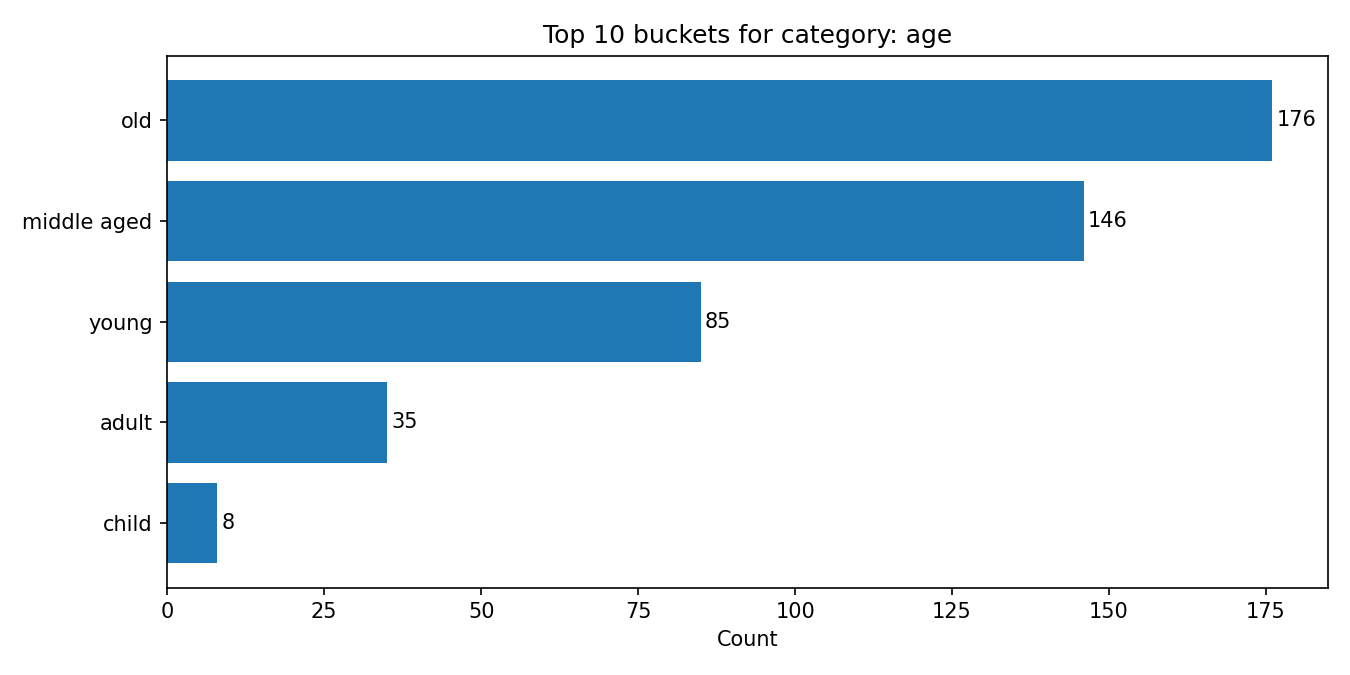 Top 10 buckets for category: age
old
176
middle aged
146
young
85
adult
35
child
8
0 25 50 75 100 125 150 175
Count